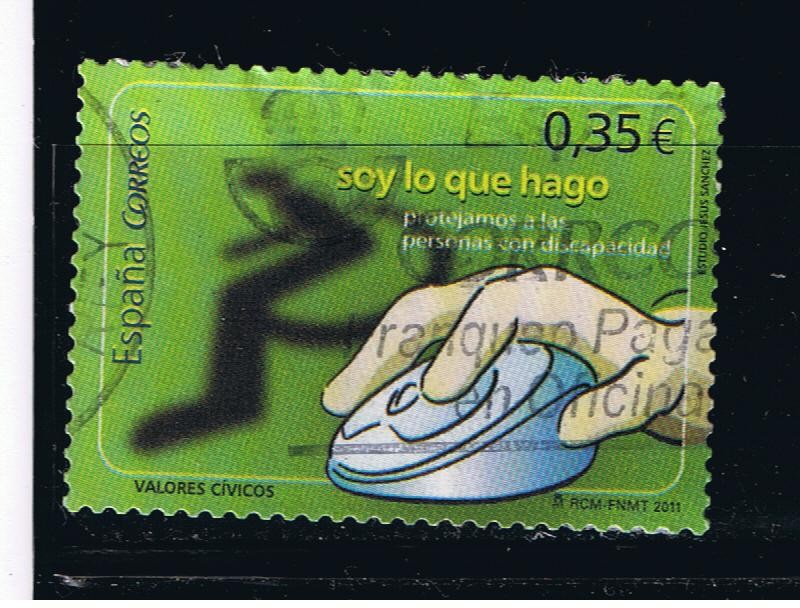 0,35 €
soy lo que hago
protejamos a las
personas con discapacidad
España CORREOS
ESTUDIO JESUS SANCHEZ
Franqueo Paga
en Oficina
VALORES CÍVICOS
RCM-FNMT 2011